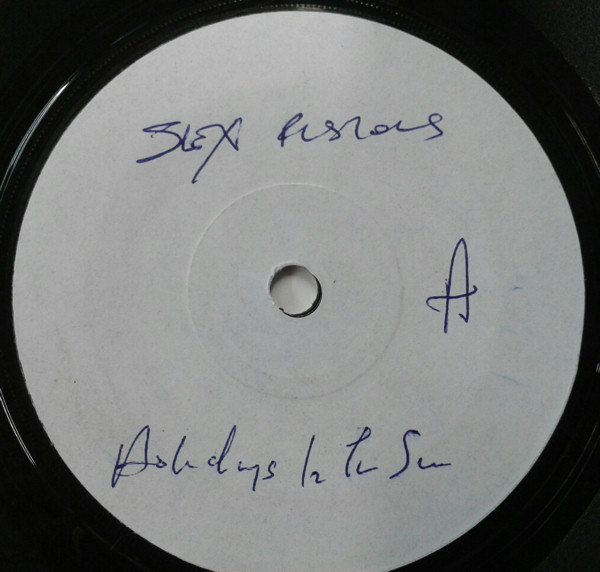 SEX PISTOLS
A
Holidays In The Sun